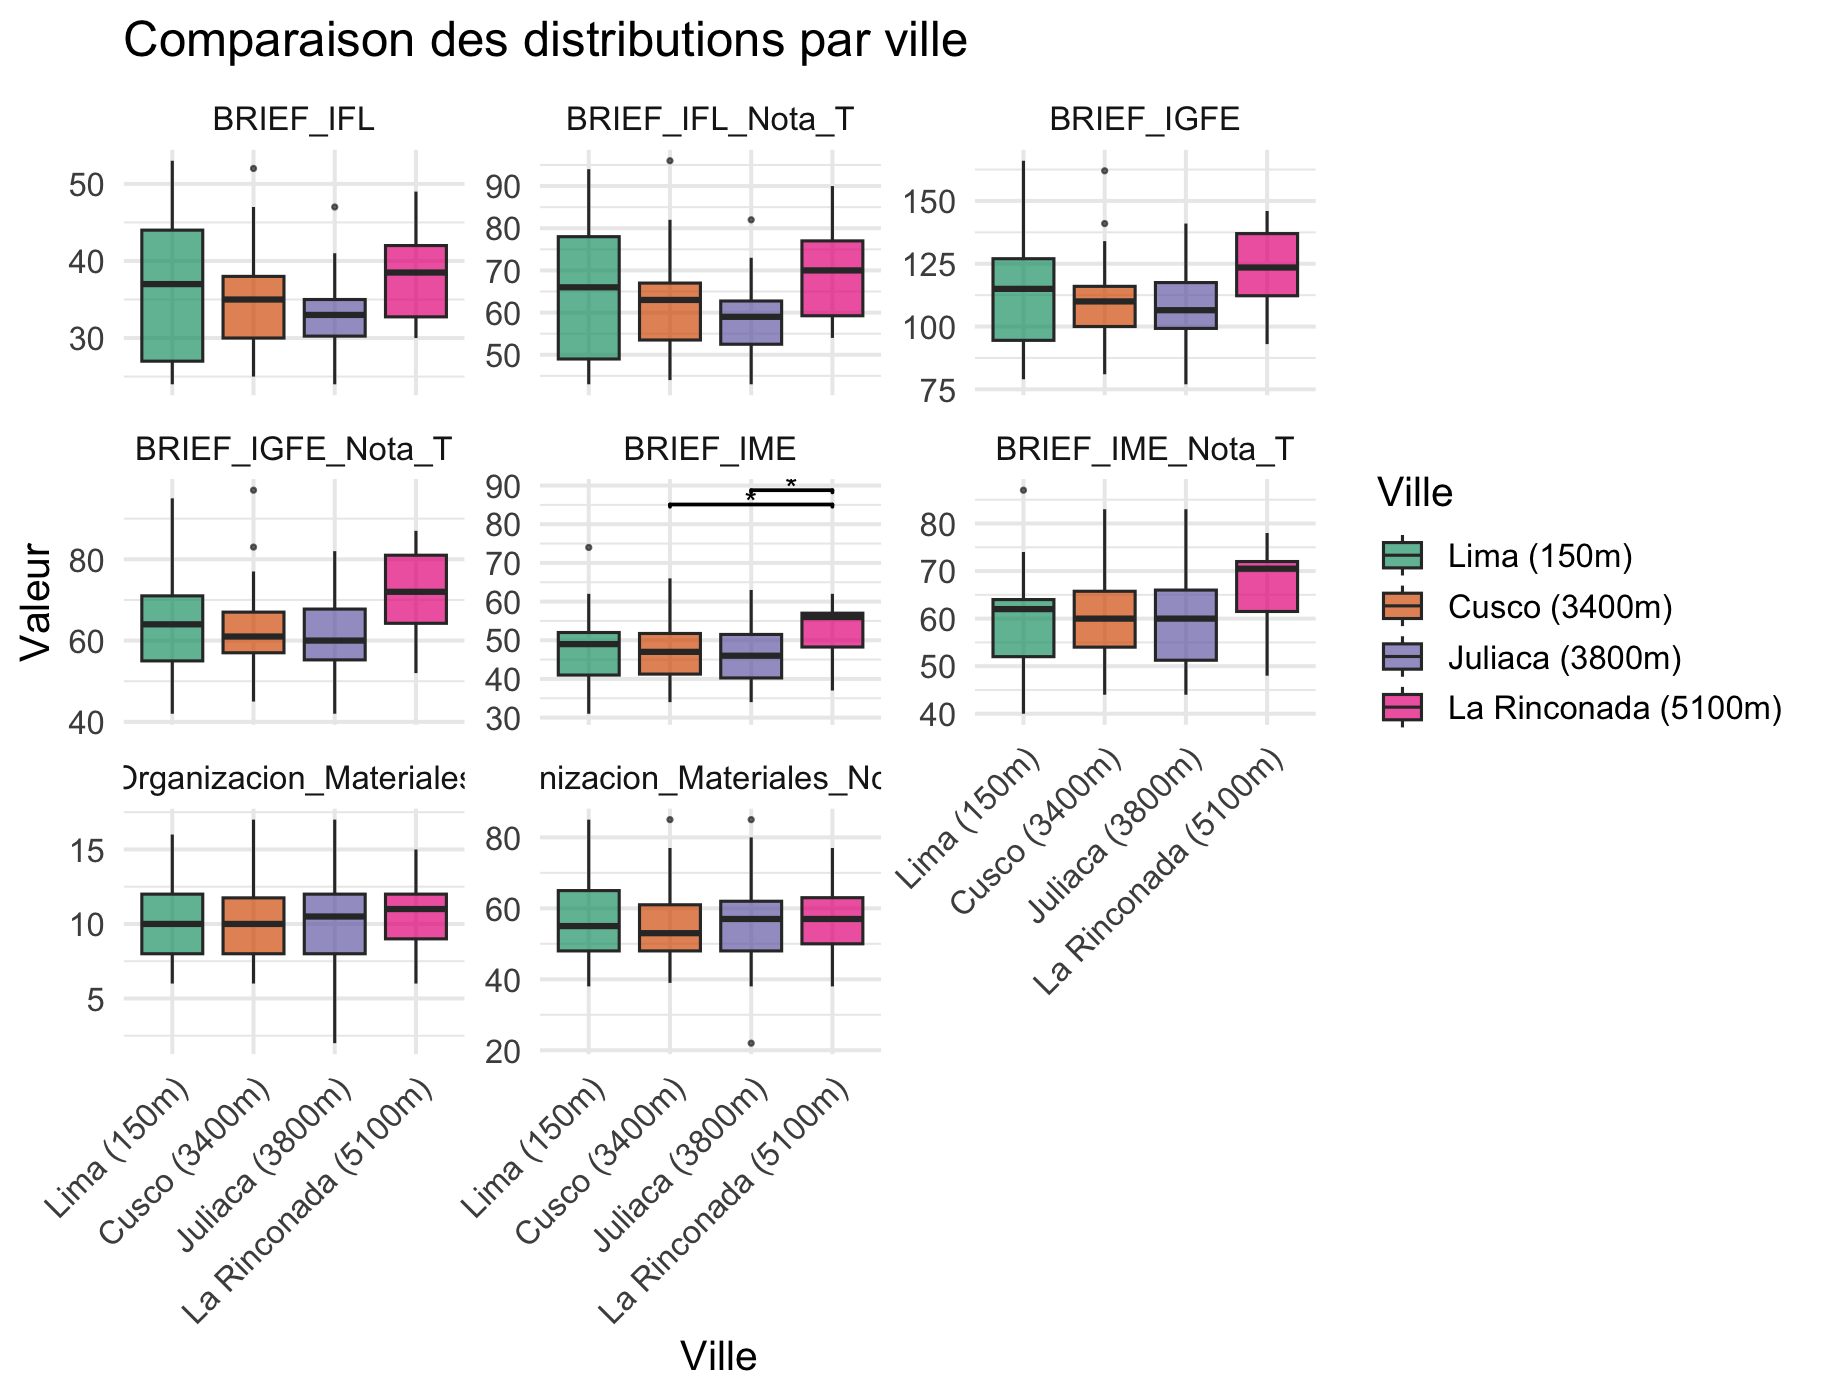 Comparaison des distributions par ville
BRIEF_IFL
50
40
30
BRIEF_IFL_Nota_T
90
80
70
60
50
BRIEF_IGFE
150
125
100
75
BRIEF_IGFE_Nota_T
80
60
40
BRIEF_IME
* *
90
80
70
60
50
40
30
BRIEF_IME_Nota_T
80
70
60
50
40
Lima (150m)
Cusco (3400m)
Juliaca (3800m)
La Rinconada (5100m)
Organizacion_Materiales
15
10
5
Lima (150m)
Cusco (3400m)
Juliaca (3800m)
La Rinconada (5100m)
nizacion_Materiales_No
80
60
40
20
Lima (150m)
Cusco (3400m)
Juliaca (3800m)
La Rinconada (5100m)
Valeur
Ville
Ville
Lima (150m)
Cusco (3400m)
Juliaca (3800m)
La Rinconada (5100m)